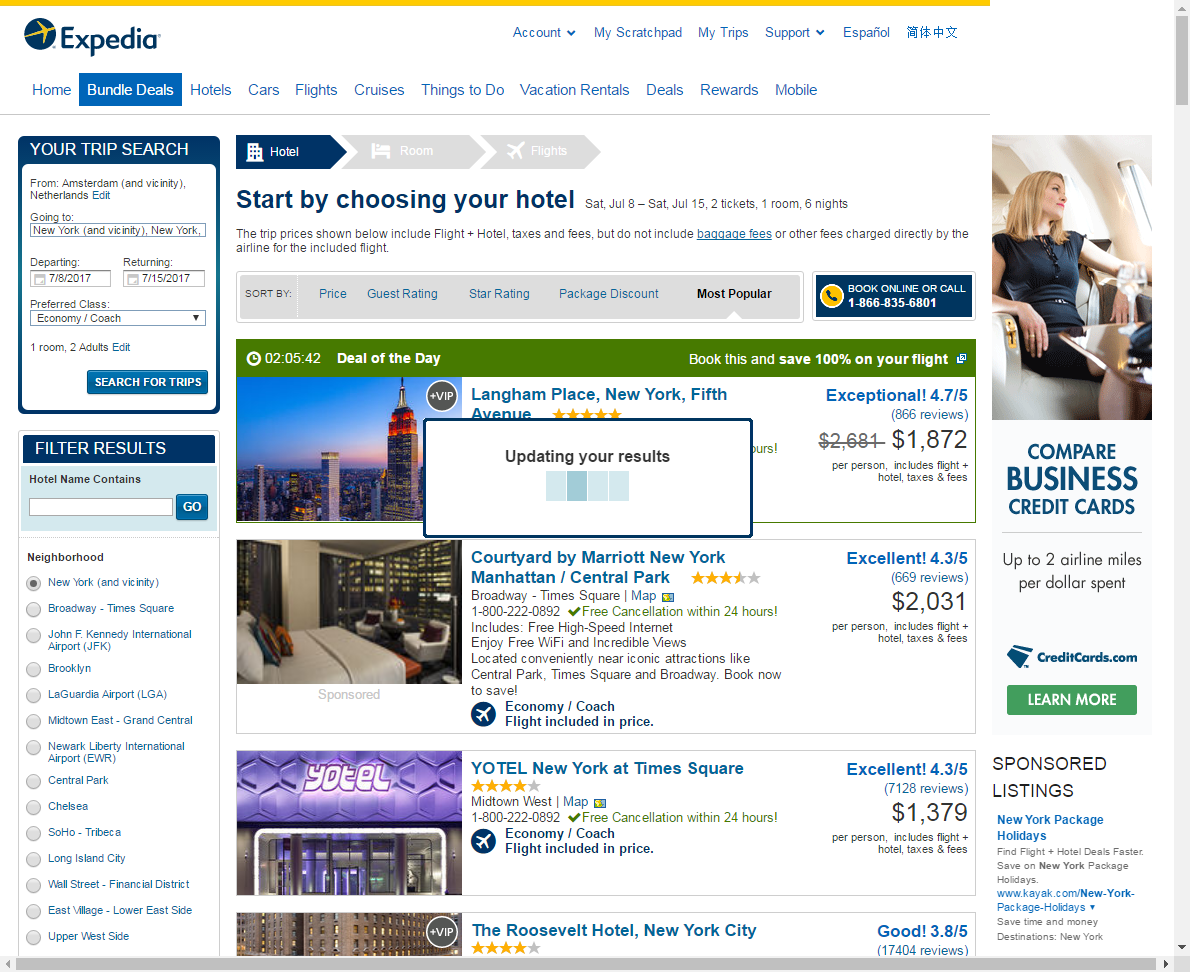 Expedia
Account
My Scratchpad
My Trips
Support
Español
简体中文
Home
Bundle Deals
Hotels
Cars
Flights
Cruises
Things to Do
Vacation Rentals
Deals
Rewards
Mobile
YOUR TRIP SEARCH
From: Amsterdam (and vicinity),
Netherlands Edit
Going to:
New York (and vicinity), New York,
Departing:
Returning:
7/8/2017
7/15/2017
Preferred Class:
Economy / Coach
1 room, 2 Adults Edit
SEARCH FOR TRIPS
FILTER RESULTS
Hotel Name Contains
GO
Neighborhood
New York (and vicinity)
Broadway - Times Square
John F. Kennedy International
Airport (JFK)
Brooklyn
LaGuardia Airport (LGA)
Midtown East - Grand Central
Newark Liberty International
Airport (EWR)
Central Park
Chelsea
SoHo - Tribeca
Long Island City
Wall Street - Financial District
East Village - Lower East Side
Upper West Side
Hotel
Room
Flights
Start by choosing your hotel Sat, Jul 8 – Sat, Jul 15, 2 tickets, 1 room, 6 nights
The trip prices shown below include Flight + Hotel, taxes and fees, but do not include baggage fees or other fees charged directly by the
airline for the included flight.
SORT BY:
Price
Guest Rating
Star Rating
Package Discount
Most Popular
BOOK ONLINE OR CALL
1-866-835-6801
02:05:42 Deal of the Day
Book this and save 100% on your flight
+VIP
Langham Place, New York, Fifth
Avenue
ours!
Exceptional! 4.7/5
(866 reviews)
$2,681 $1,872
per person, includes flight +
hotel, taxes & fees
Updating your results
Courtyard by Marriott New York
Manhattan / Central Park
Broadway - Times Square | Map
1-800-222-0892 Free Cancellation within 24 hours!
Includes: Free High-Speed Internet
Enjoy Free WiFi and Incredible Views
Located conveniently near iconic attractions like
Central Park, Times Square and Broadway. Book now
to save!
Economy / Coach
Flight included in price.
Sponsored
Excellent! 4.3/5
(669 reviews)
$2,031
per person, includes flight +
hotel, taxes & fees
YOTEL
YOTEL New York at Times Square
Midtown West | Map
1-800-222-0892 Free Cancellation within 24 hours!
Economy / Coach
Flight included in price.
Excellent! 4.3/5
(7128 reviews)
$1,379
per person, includes flight +
hotel, taxes & fees
+VIP
The Roosevelt Hotel, New York City
Good! 3.8/5
(17404 reviews)
COMPARE
BUSINESS
CREDIT CARDS
Up to 2 airline miles
per dollar spent
CreditCards.com
LEARN MORE
SPONSORED
LISTINGS
New York Package
Holidays
Find Flight + Hotel Deals Faster.
Save on New York Package
Holidays.
www.kayak.com/New-York-
Package-Holidays
Save time and money
Destinations: New York